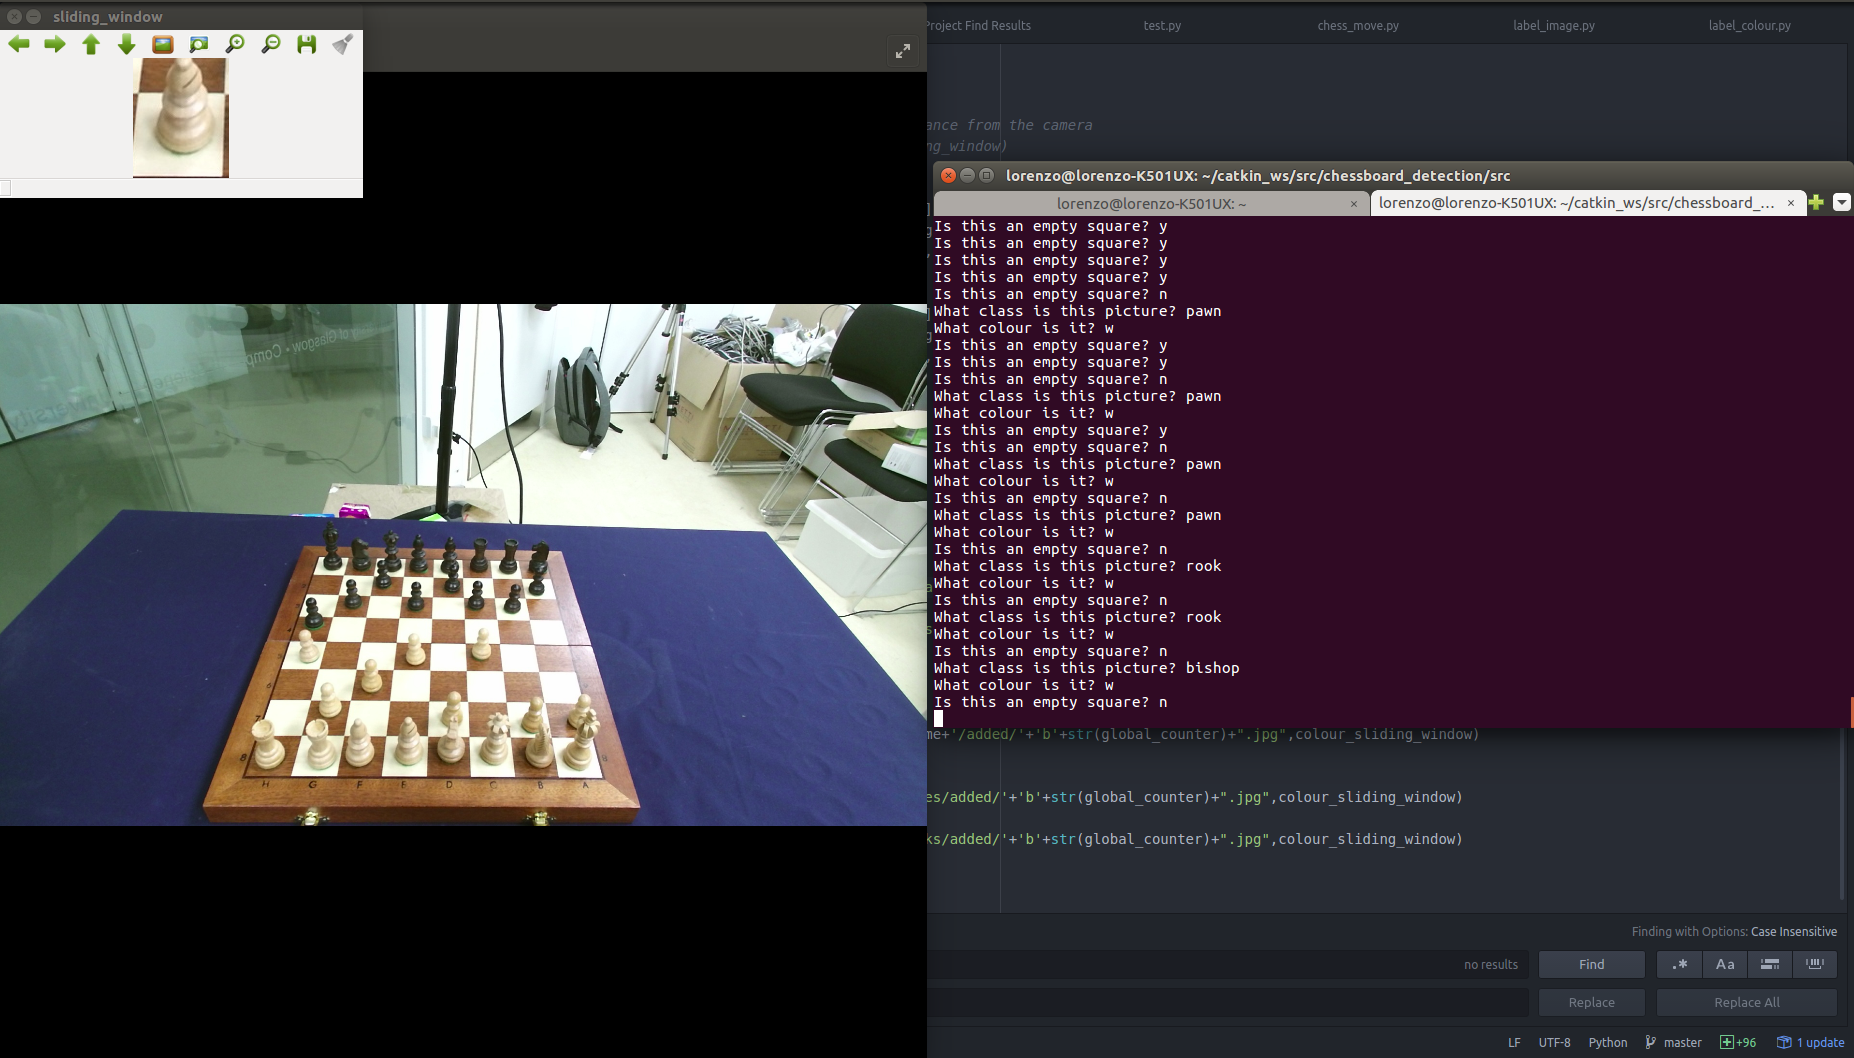 sliding_window
Project Find Results
test.py
chess_move.py
label_image.py
label_colour.py
ance from the camera
ng_window)
lorenzo@lorenzo-K501UX: ~/catkin_ws/src/chessboard_detection/src
lorenzo@lorenzo-K501UX: ~
lorenzo@lorenzo-K501UX: ~/catkin_ws/src/chessboard_...
Is this an empty square? y
Is this an empty square? y
Is this an empty square? y
Is this an empty square? y
Is this an empty square? n
What class is this picture? pawn
What colour is it? w
Is this an empty square? y
Is this an empty square? y
Is this an empty square? n
What class is this picture? pawn
What colour is it? w
Is this an empty square? y
Is this an empty square? n
What class is this picture? pawn
What colour is it? w
Is this an empty square? n
What class is this picture? pawn
What colour is it? w
Is this an empty square? n
What class is this picture? rook
What colour is it? w
Is this an empty square? n
What class is this picture? rook
What colour is it? w
Is this an empty square? n
What class is this picture? bishop
What colour is it? w
Is this an empty square? n
me+'/added/'+'b'+str(global_counter)+".jpg",colour_sliding_window)
es/added/'+'b'+str(global_counter)+".jpg",colour_sliding_window)
ks/added/'+'b'+str(global_counter)+".jpg",colour_sliding_window)
H G F E D C B A
Finding with Options: Case Insensitive
no results
Find
.*
Aa
Replace
Replace All
LF
UTF-8
Python
master
+96
1 update